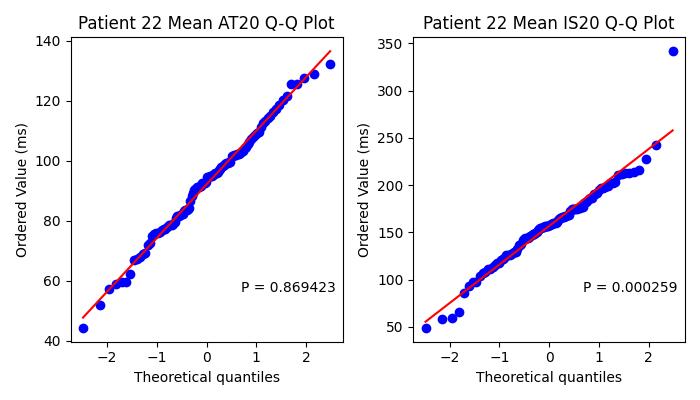 Patient 22 Mean AT20 Q-Q Plot
Ordered Value (ms)
140
120
100
80
60
40
P = 0.869423
−2
−1
0
1
2
Theoretical quantiles
Patient 22 Mean IS20 Q-Q Plot
Ordered Value (ms)
350
300
250
200
150
100
50
P = 0.000259
−2
−1
0
1
2
Theoretical quantiles